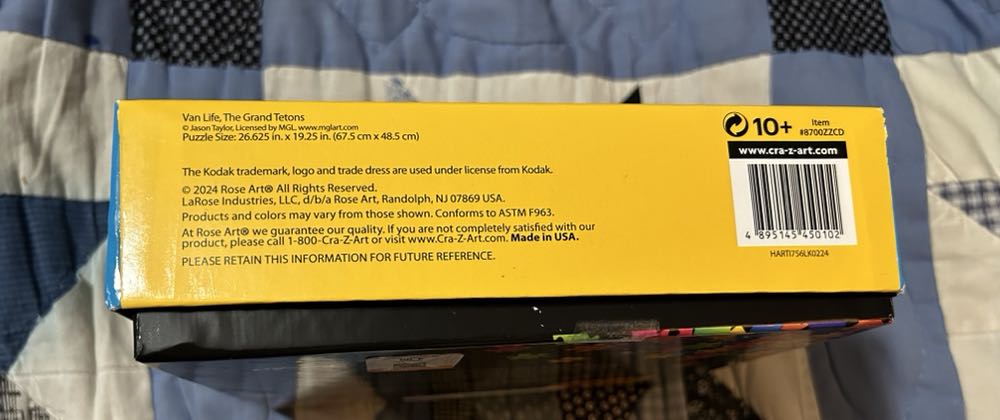 Van Life, The Grand Tetons
© Jason Taylor, Licensed by MGL, www.mglart.com
Puzzle Size: 26.625 in x 19.25 in (67.5 cm x 48.5 cm)
The Kodak trademark, logo and trade dress are used under license from Kodak.
© 2024 Rose Art® All Rights Reserved.
LaRose Industries, LLC, d/b/a Rose Art, Randolph, NJ 07869 USA.
Products and colors may vary from those shown. Conforms to ASTM F963.
At Rose Art® we guarantee our quality. If you are not completely satisfied with our
product, please call 1-800-Cra-Z-Art or visit www.Cra-Z-Art.com. Made in USA.
PLEASE RETAIN THIS INFORMATION FOR FUTURE REFERENCE.
10+
Item
#8700ZZCD
www.cra-z-art.com
4 895145 450102
HARTI756LK0224